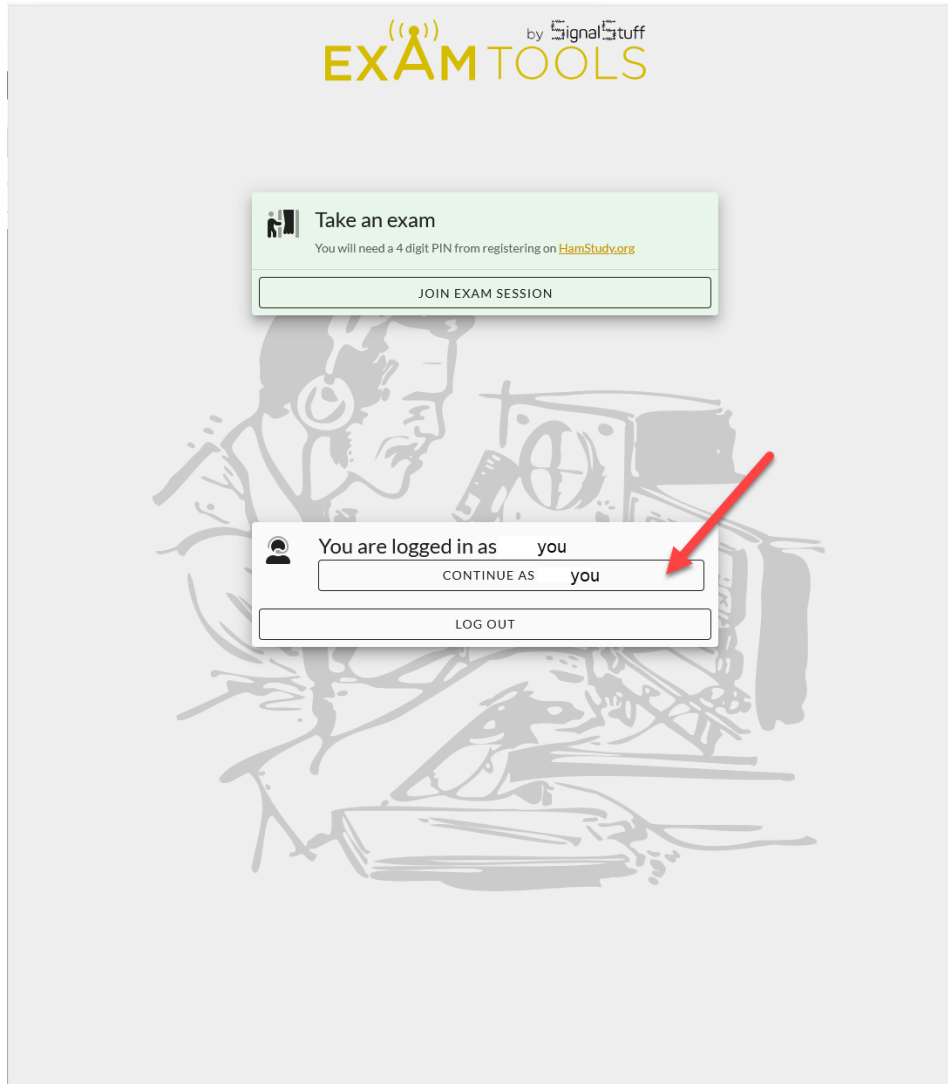 by SignalStuff
EXAM TOOLS
Take an exam
You will need a 4 digit PIN from registering on HamStudy.org
JOIN EXAM SESSION
You are logged in as you
CONTINUE AS you
LOG OUT